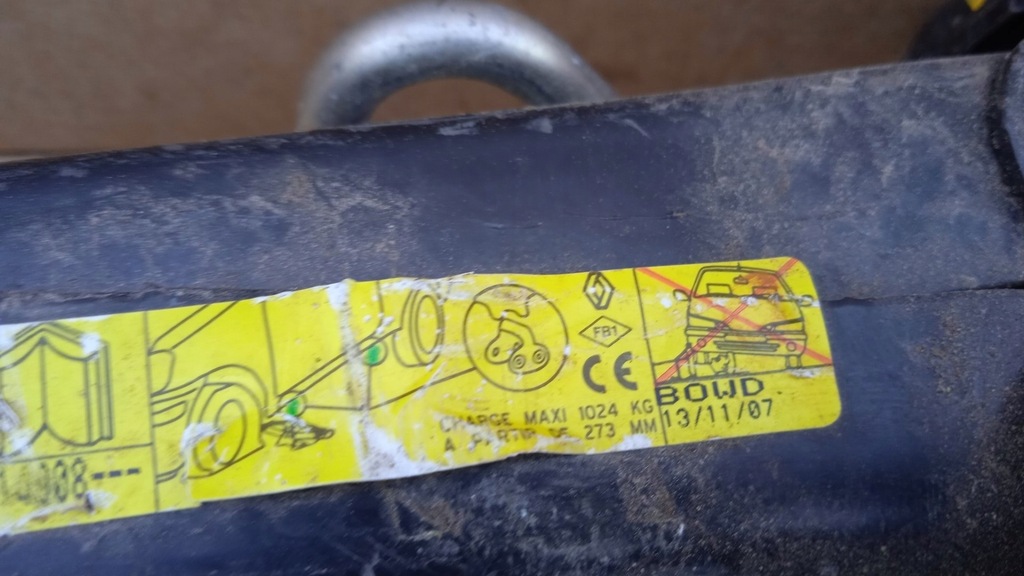 FB1
CE
CHARGE MAXI 1024 KG
A PARTIR DE 273 MM
BOWD
13/11/07